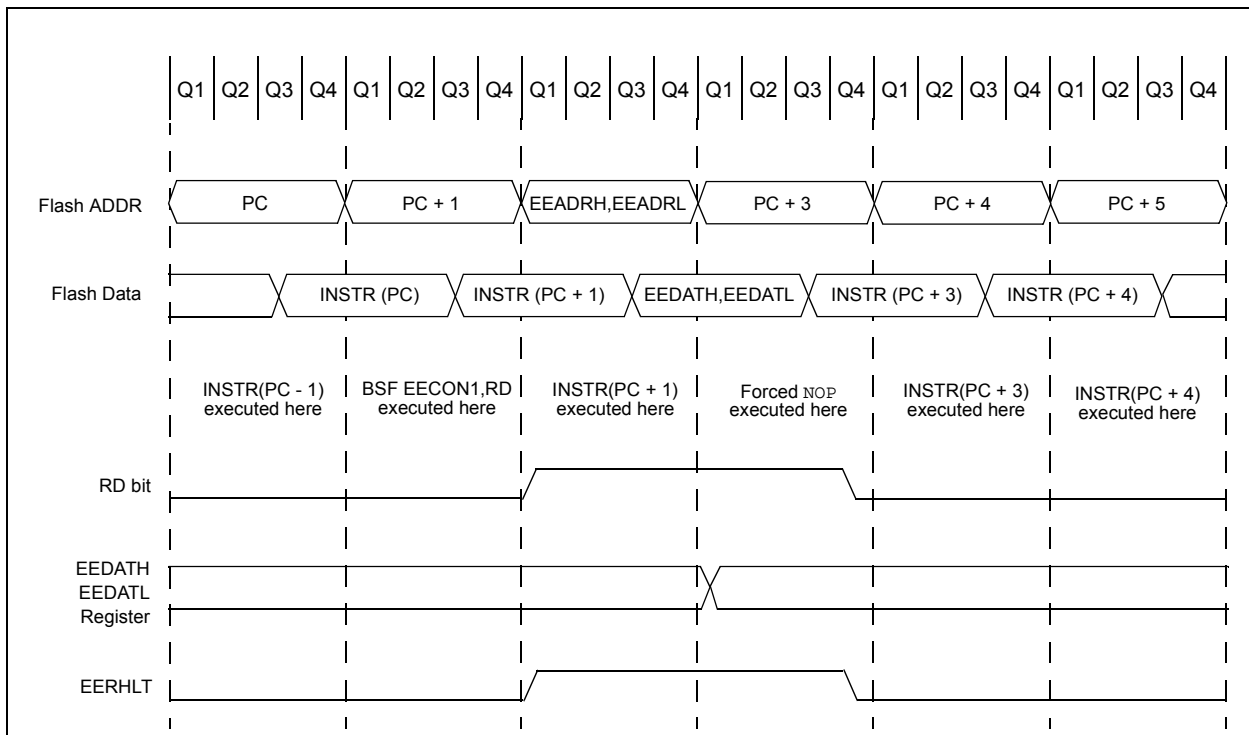 Q1 Q2 Q3 Q4 Q1 Q2 Q3 Q4 Q1 Q2 Q3 Q4 Q1 Q2 Q3 Q4 Q1 Q2 Q3 Q4 Q1 Q2 Q3 Q4
Flash ADDR PC PC + 1 EEADRH,EEADRL PC + 3 PC + 4 PC + 5
Flash Data INSTR (PC) INSTR (PC + 1) EEDATH,EEDATL INSTR (PC + 3) INSTR (PC + 4)
INSTR(PC - 1) BSF EECON1,RD INSTR(PC + 1) Forced NOP INSTR(PC + 3) INSTR(PC + 4)
executed here executed here executed here executed here executed here executed here
RD bit
EEDATH
EEDATL
Register
EERHLT